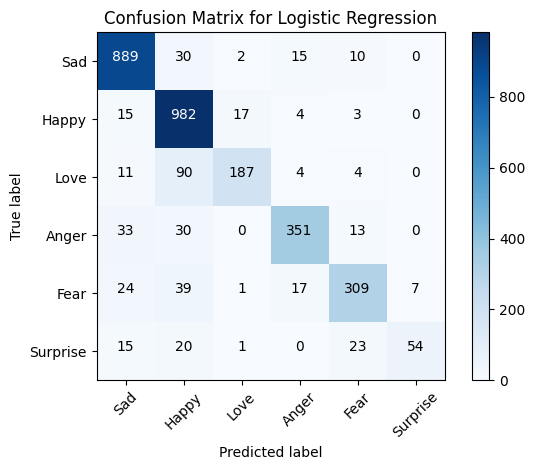 Confusion Matrix for Logistic Regression
True label
Sad 889 30 2 15 10 0
Happy 15 982 17 4 3 0
Love 11 90 187 4 4 0
Anger 33 30 0 351 13 0
Fear 24 39 1 17 309 7
Surprise 15 20 1 0 23 54
Sad Happy Love Anger Fear Surprise
Predicted label
800
600
400
200
0